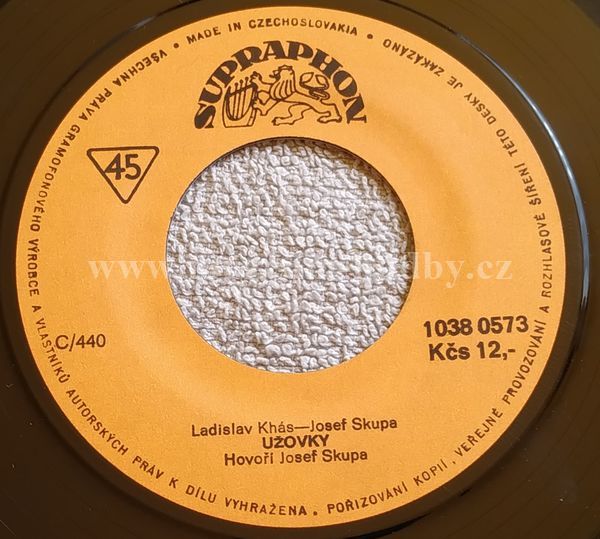 SUPRAPHON
• MADE IN CZECHOSLOVAKIA • VŠECHNA PRÁVA GRAMOFONOVÉHO VÝROBCE A VLASTNÍKŮ AUTORSKÝCH PRÁV K DÍLU VYHRAŽENA. POŘIZOVÁNÍ KOPIÍ, VEŘEJNÉ PROVOZOVÁNÍ A ROZHLASOVÉ ŠÍŘENÍ TÉTO DESKY JE ZAKÁZÁNO
45
C/440
1038 0573
Kčs 12,-
Ladislav Khás—Josef Skupa
UŽOVKY
Hovoří Josef Skupa